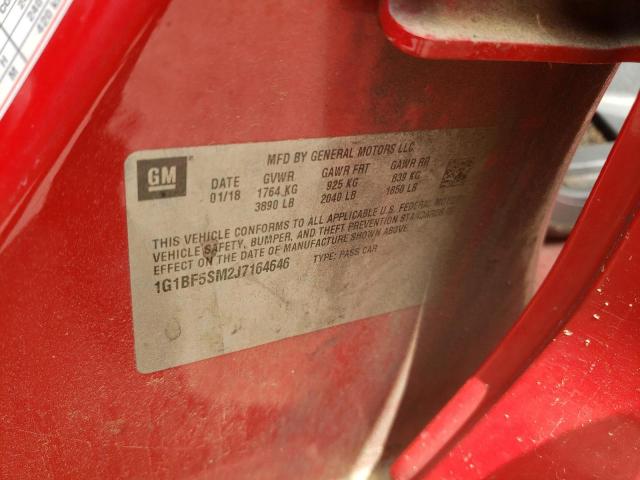 MFD BY GENERAL MOTORS LLC
GM
DATE GVWR GAWR FRT GAWR RR
01/18 1764 KG 925 KG 839 KG
3890 LB 2040 LB 1850 LB
THIS VEHICLE CONFORMS TO ALL APPLICABLE U.S. FEDERAL MOTOR
VEHICLE SAFETY, BUMPER, AND THEFT PREVENTION STANDARDS IN
EFFECT ON THE DATE OF MANUFACTURE SHOWN ABOVE.
1G1BF5SM2J7164646 TYPE: PASS CAR